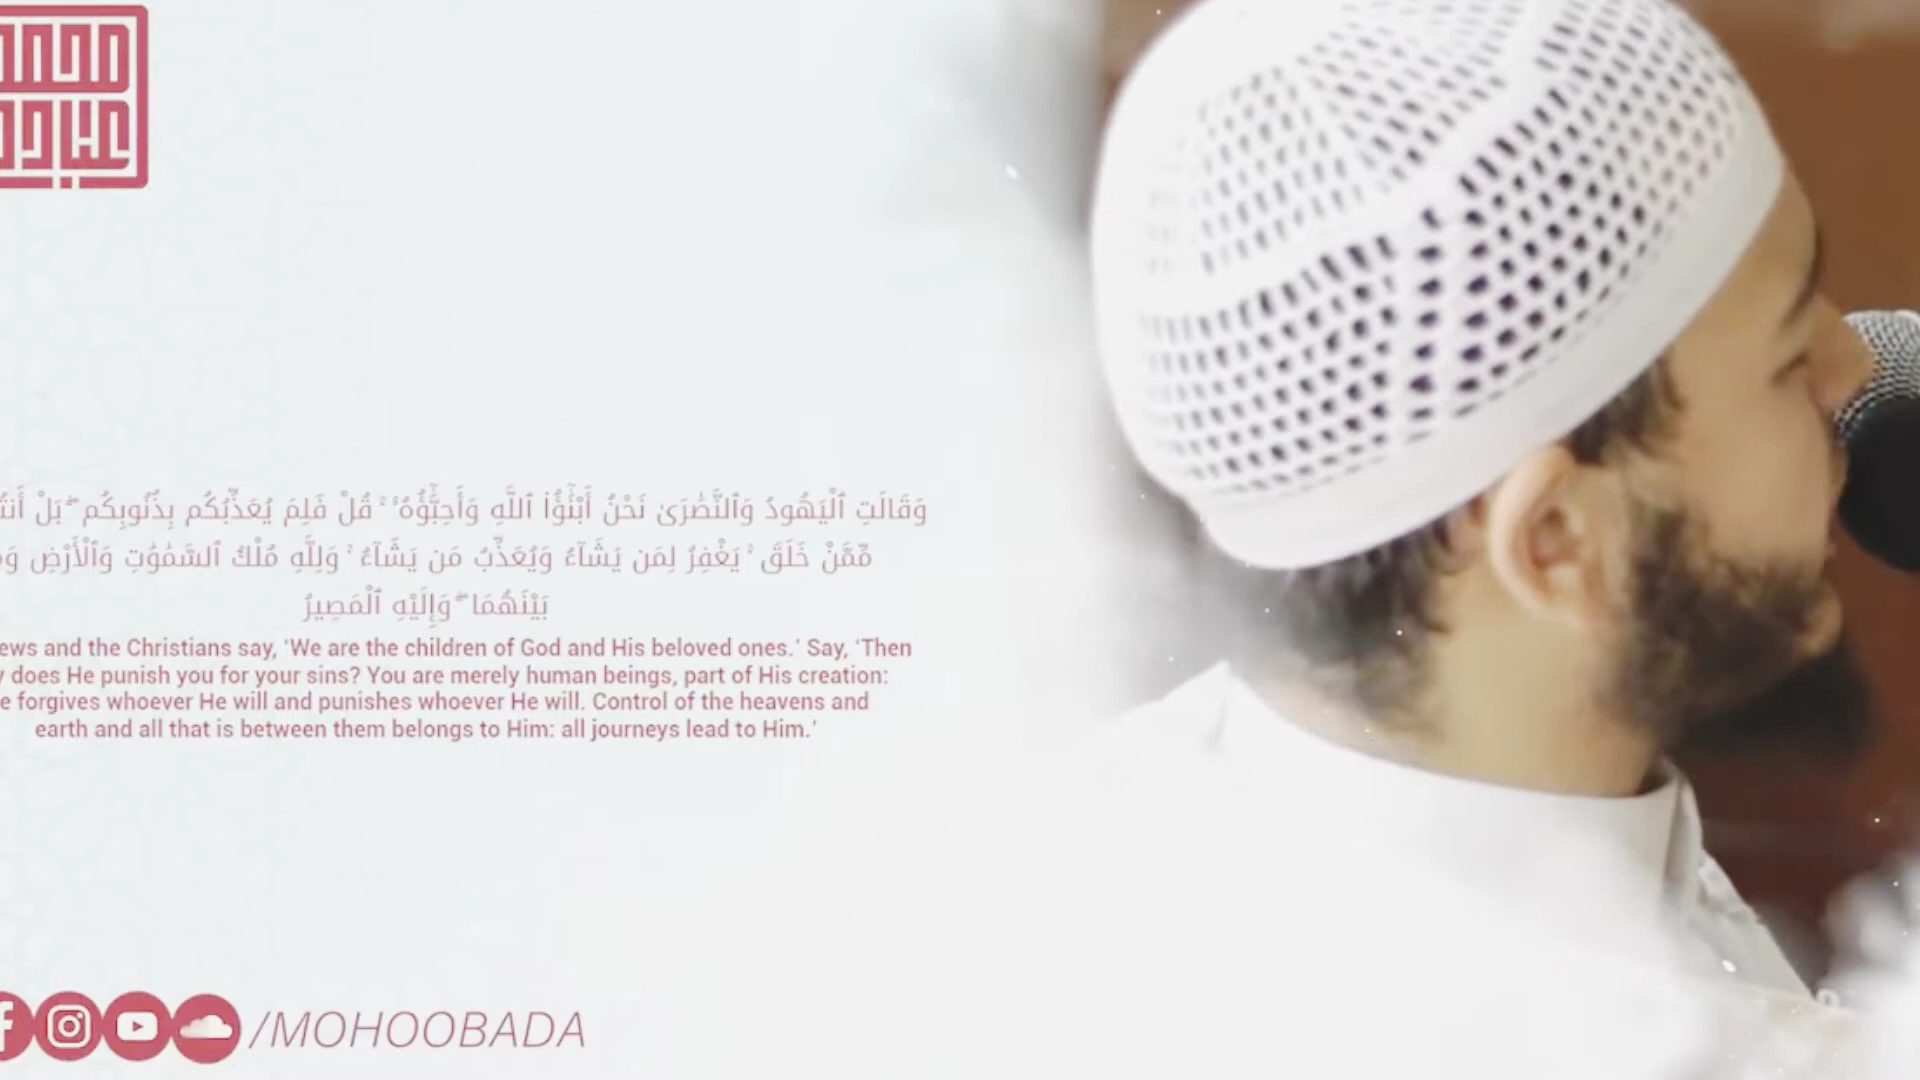 محمد
عبادة
وَقَالَتِ ٱلْيَهُودُ وَٱلنَّصَٰرَىٰ نَحْنُ أَبْنَٰٓؤُا۟ ٱللَّهِ وَأَحِبَّٰٓؤُهُۥ ۚ قُلْ فَلِمَ يُعَذِّبُكُم بِذُنُوبِكُم ۖ بَلْ
مِّمَّنْ خَلَقَ ۚ يَغْفِرُ لِمَن يَشَآءُ وَيُعَذِّبُ مَن يَشَآءُ ۚ وَلِلَّهِ مُلْكُ ٱلسَّمَٰوَٰتِ وَٱلْأَرْضِ
بَيْنَهُمَا ۖ وَإِلَيْهِ ٱلْمَصِيرُ
and the Christians say, ‘We are the children of God and His beloved ones.’ Say, ‘Then
does He punish you for your sins? You are merely human beings, part of His creation:
forgives whoever He will and punishes whoever He will. Control of the heavens and
earth and all that is between them belongs to Him: all journeys lead to Him.’
/MOHOOBADA